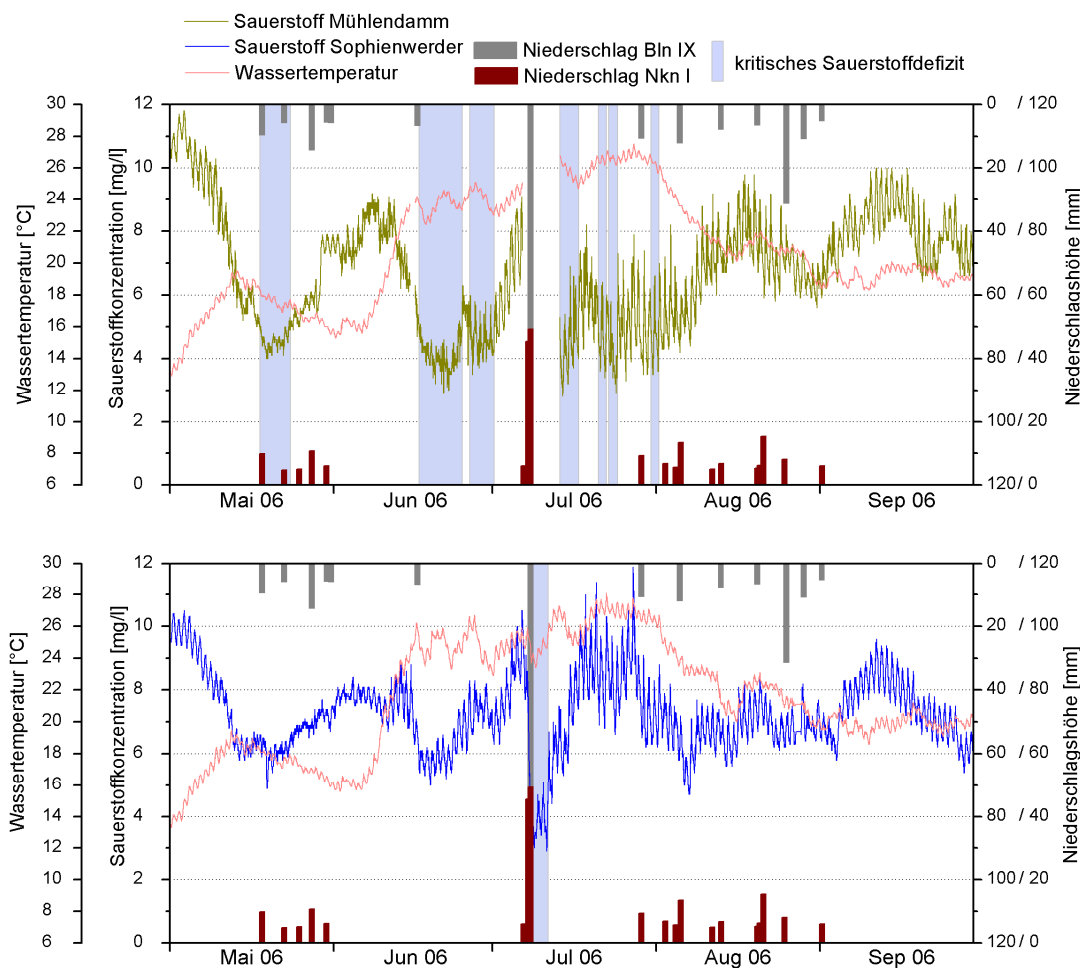 Sauerstoff Mühlendamm
Sauerstoff Sophienwerder
Wassertemperatur
Niederschlag Bln IX
Niederschlag Nkn I
kritisches Sauerstoffdefizit
Wassertemperatur [°C]
30
28
26
24
22
20
18
16
14
12
10
8
6
Sauerstoffkonzentration [mg/l]
12
10
8
6
4
2
0
0 / 120
20 / 100
40 / 80
60 / 60
80 / 40
100 / 20
120 / 0
Niederschlagshöhe [mm]
Mai 06
Jun 06
Jul 06
Aug 06
Sep 06
Wassertemperatur [°C]
30
28
26
24
22
20
18
16
14
12
10
8
6
Sauerstoffkonzentration [mg/l]
12
10
8
6
4
2
0
0 / 120
20 / 100
40 / 80
60 / 60
80 / 40
100 / 20
120 / 0
Niederschlagshöhe [mm]
Mai 06
Jun 06
Jul 06
Aug 06
Sep 06